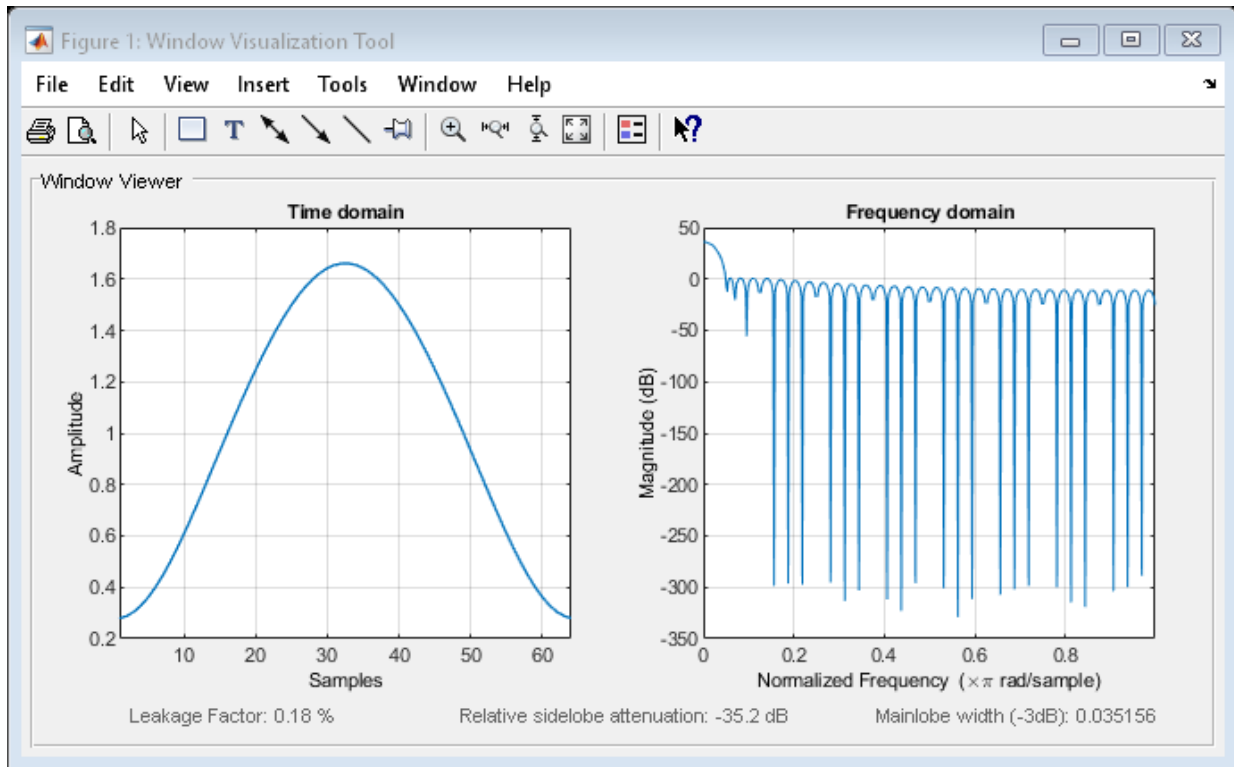 Figure 1: Window Visualization Tool
File Edit View Insert Tools Window Help
T
?
Window Viewer
Time domain
1.8
1.6
1.4
1.2
1
0.8
0.6
0.4
0.2
Amplitude
10 20 30 40 50 60
Samples
Frequency domain
50
0
-50
-100
-150
-200
-250
-300
-350
Magnitude (dB)
0 0.2 0.4 0.6 0.8
Normalized Frequency (×π rad/sample)
Leakage Factor: 0.18 % Relative sidelobe attenuation: -35.2 dB Mainlobe width (-3dB): 0.035156